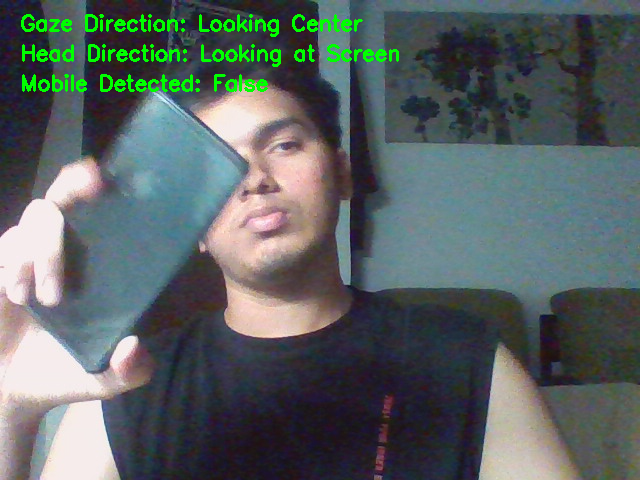 Gaze Direction: Looking Center
Head Direction: Looking at Screen
Mobile Detected: False